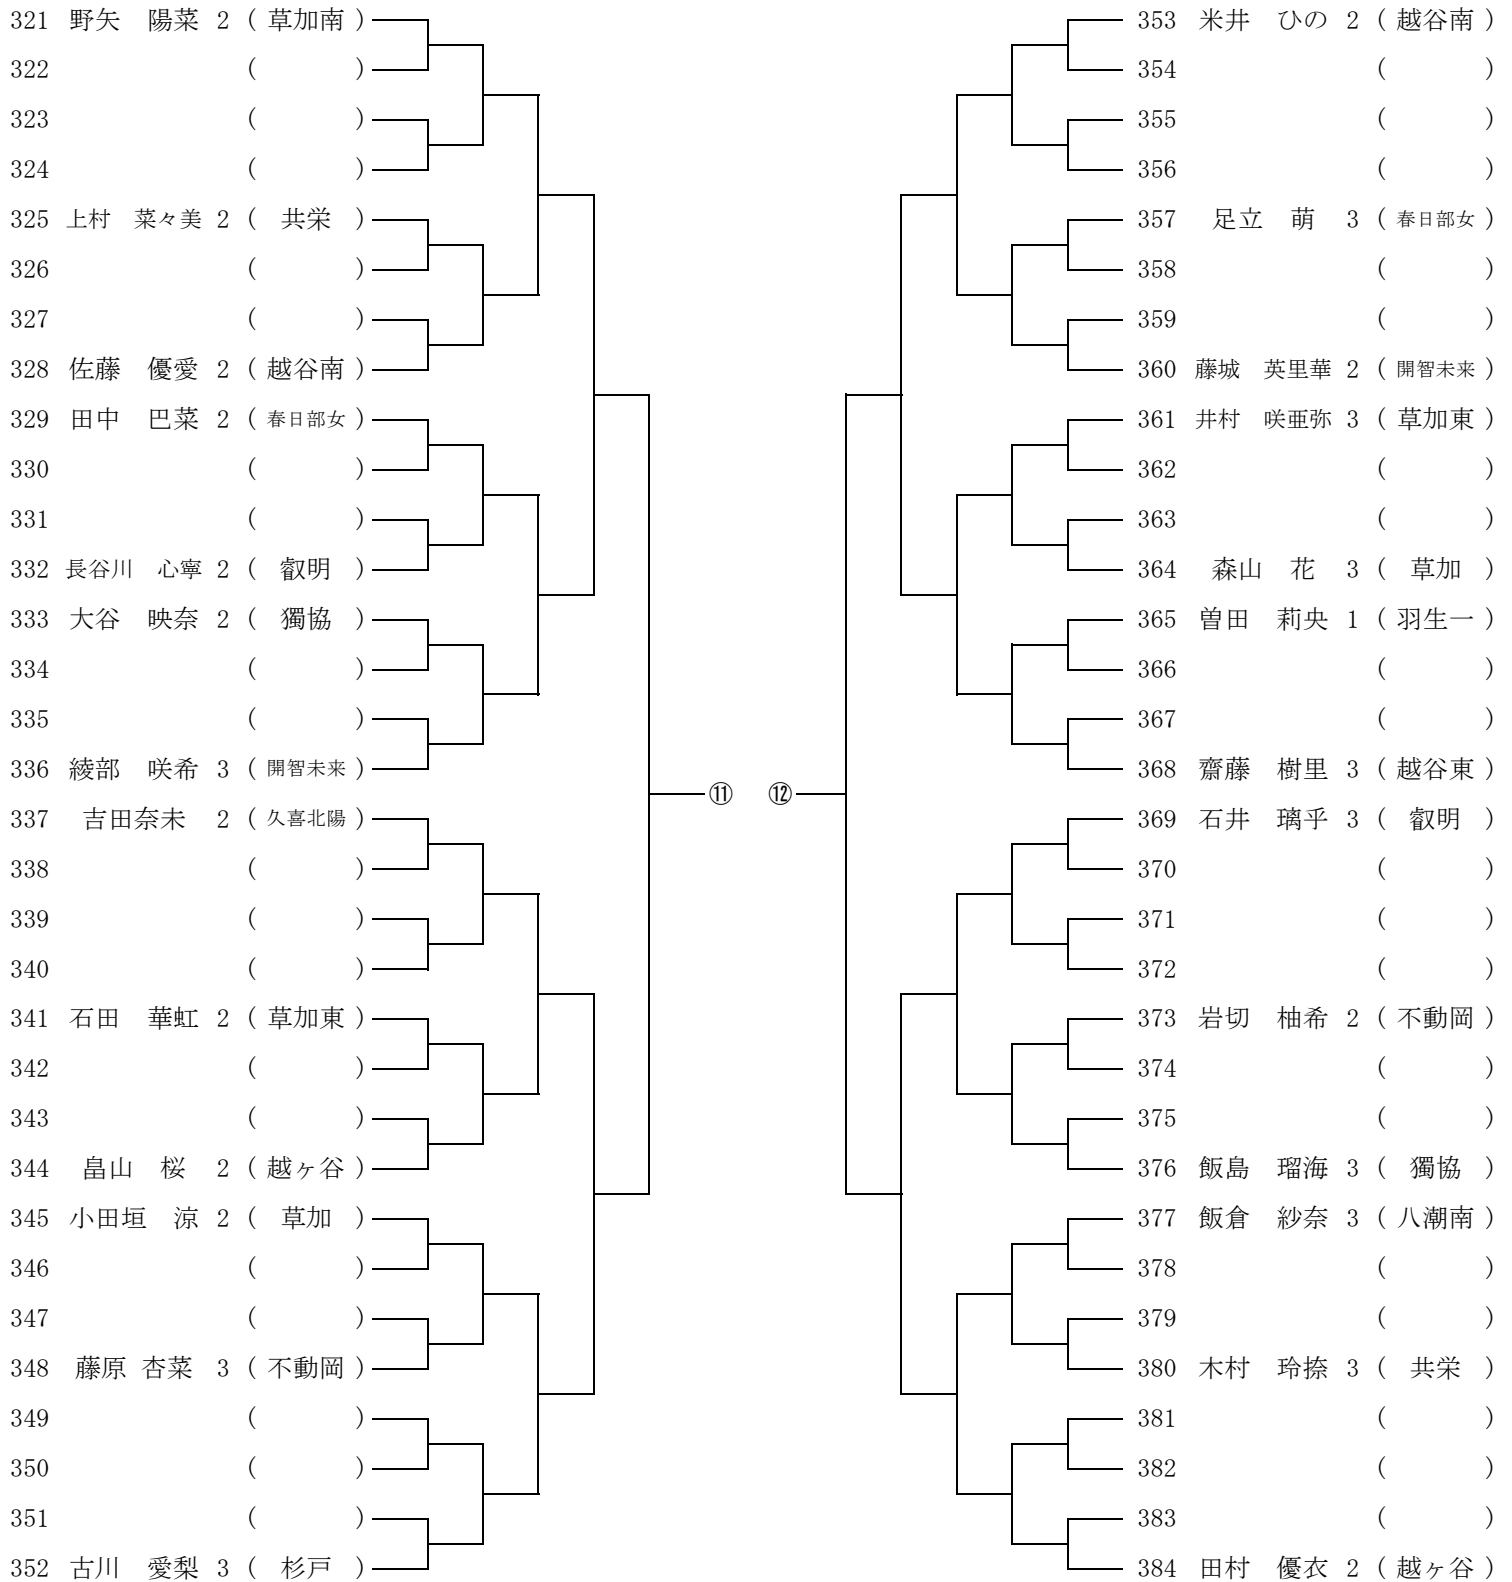 321 野矢　陽菜 2 ( 草加南 )
322 ( )
323 ( )
324 ( )
325 上村　菜々美 2 ( 共栄 )
326 ( )
327 ( )
328 佐藤　優愛 2 ( 越谷南 )
329 田中　巴菜 2 ( 春日部女 )
330 ( )
331 ( )
332 長谷川　心寧 2 ( 叡明 )
333 大谷　映奈 2 ( 獨協 )
334 ( )
335 ( )
336 綾部　咲希 3 ( 開智未来 )
337 吉田奈未 2 ( 久喜北陽 )
338 ( )
339 ( )
340 ( )
341 石田　華虹 2 ( 草加東 )
342 ( )
343 ( )
344 畠山　桜 2 ( 越ヶ谷 )
345 小田垣　涼 2 ( 草加 )
346 ( )
347 ( )
348 藤原 杏菜 3 ( 不動岡 )
349 ( )
350 ( )
351 ( )
352 古川　愛梨 3 ( 杉戸 )
⑪ ⑫
353 米井　ひの 2 ( 越谷南 )
354 ( )
355 ( )
356 ( )
357 足立　萌 3 ( 春日部女 )
358 ( )
359 ( )
360 藤城　英里華 2 ( 開智未来 )
361 井村　咲亜弥 3 ( 草加東 )
362 ( )
363 ( )
364 森山　花 3 ( 草加 )
365 曽田　莉央 1 ( 羽生一 )
366 ( )
367 ( )
368 齋藤　樹里 3 ( 越谷東 )
369 石井　璃乎 3 ( 叡明 )
370 ( )
371 ( )
372 ( )
373 岩切　柚希 2 ( 不動岡 )
374 ( )
375 ( )
376 飯島　瑠海 3 ( 獨協 )
377 飯倉　紗奈 3 ( 八潮南 )
378 ( )
379 ( )
380 木村　玲捺 3 ( 共栄 )
381 ( )
382 ( )
383 ( )
384 田村　優衣 2 ( 越ヶ谷 )